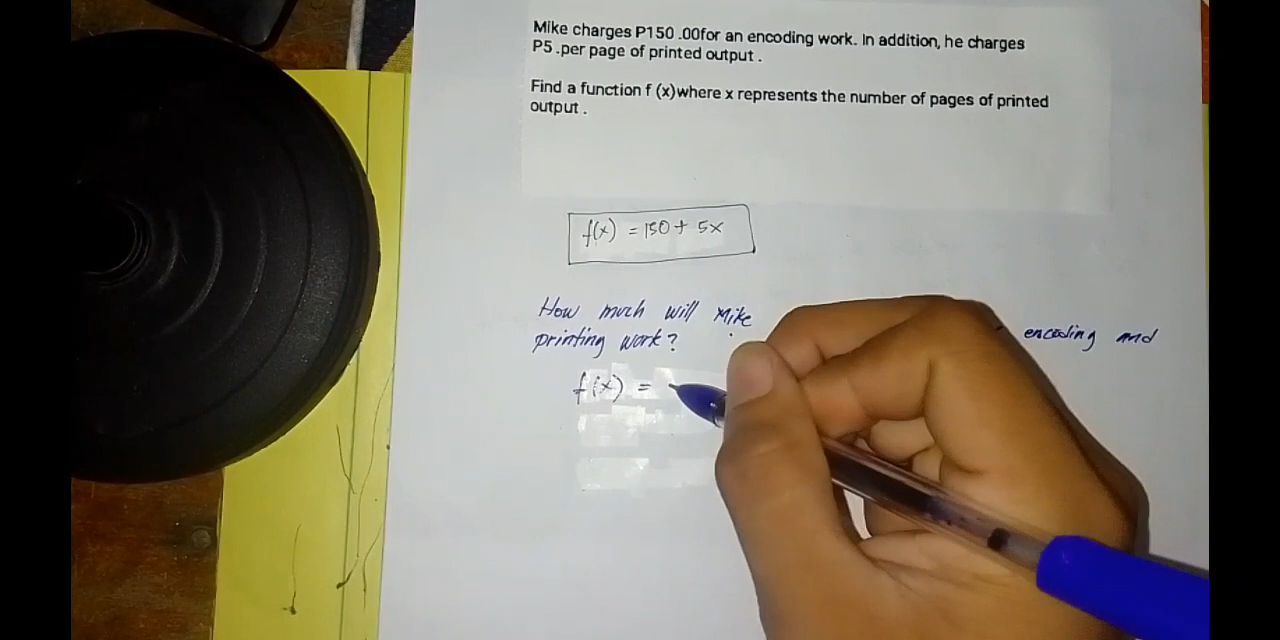 Mike charges P150 .00for an encoding work. In addition, he charges
P5 .per page of printed output .
Find a function f (x)where x represents the number of pages of printed
output .
f(x) = 150 + 5x
How much will Mike encoding and
printing work?
f(x) =